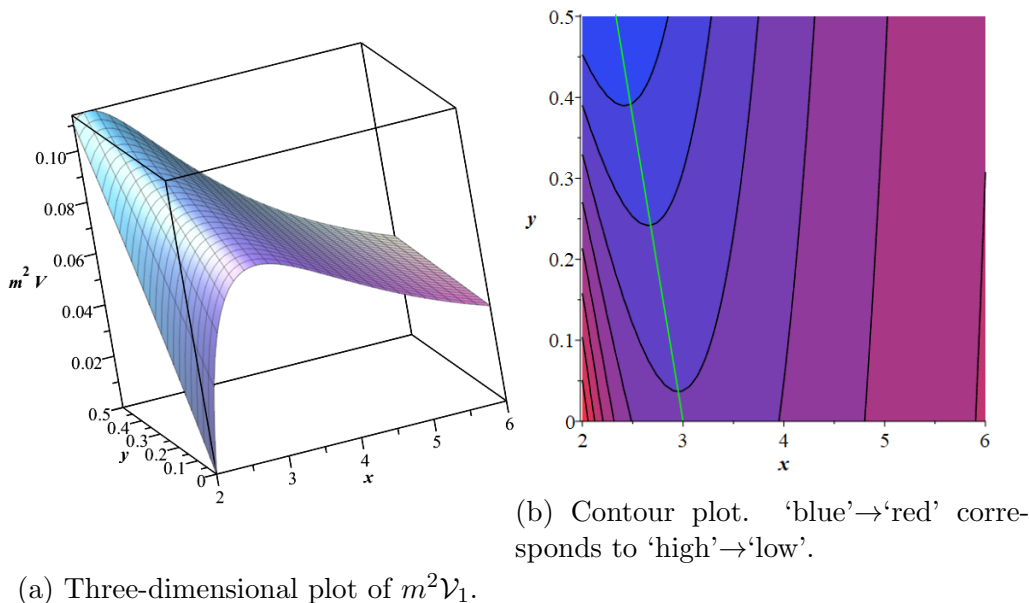 0.10
0.08
0.06
m² V
0.04
0.02
0.5
0.4
0.3
y 0.2
0.1
0
2
3
4
5
6
x
0.5
0.4
0.3
y
0.2
0.1
0
2 3 4 5 6
x
(b) Contour plot. ‘blue’→‘red’ corre-
sponds to ‘high’→‘low’.
(a) Three-dimensional plot of m²𝒱₁.